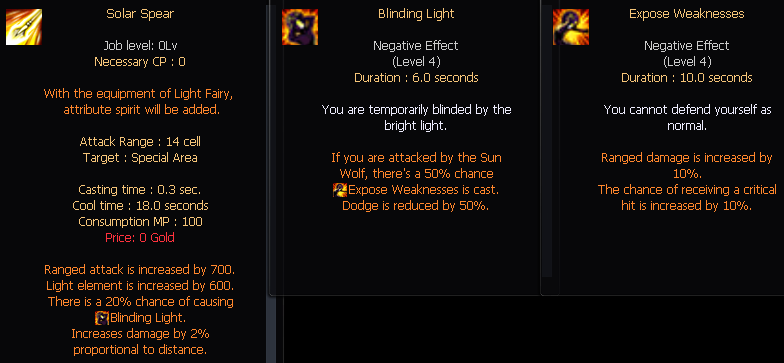 Solar Spear
Job level: 0Lv
Necessary CP : 0
With the equipment of Light Fairy,
attribute spirit will be added.
Attack Range : 14 cell
Target : Special Area
Casting time : 0.3 sec.
Cool time : 18.0 seconds
Consumption MP : 100
Price: 0 Gold
Ranged attack is increased by 700.
Light element is increased by 600.
There is a 20% chance of causing
Blinding Light.
Increases damage by 2%
proportional to distance.
Blinding Light
Negative Effect
(Level 4)
Duration : 6.0 seconds
You are temporarily blinded by the
bright light.
If you are attacked by the Sun
Wolf, there's a 50% chance
Expose Weaknesses is cast.
Dodge is reduced by 50%.
Expose Weaknesses
Negative Effect
(Level 4)
Duration : 10.0 seconds
You cannot defend yourself as
normal.
Ranged damage is increased by
10%.
The chance of receiving a critical
hit is increased by 10%.